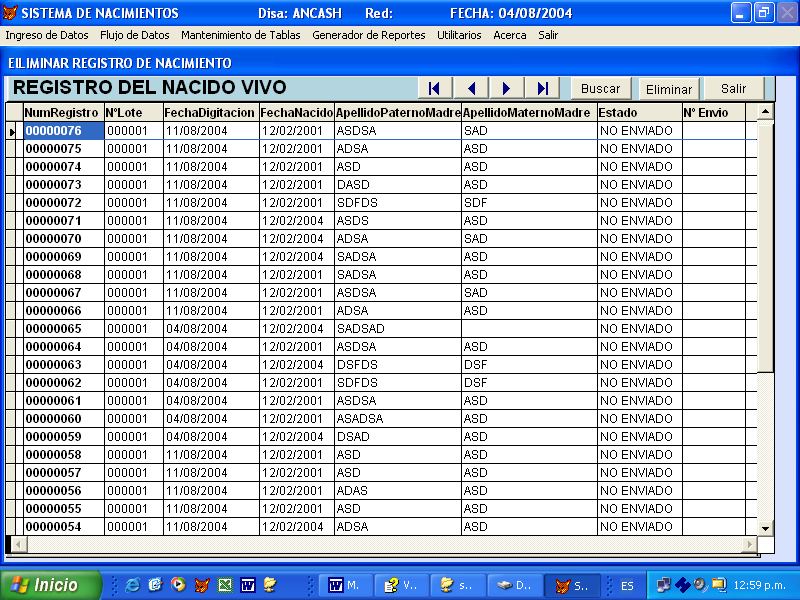 SISTEMA DE NACIMIENTOS Disa: ANCASH Red: FECHA: 04/08/2004
Ingreso de Datos Flujo de Datos Mantenimiento de Tablas Generador de Reportes Utilitarios Acerca Salir
EILIMINAR REGISTRO DE NACIMIENTO
REGISTRO DEL NACIDO VIVO Buscar Eliminar Salir
NumRegistro N°Lote FechaDigitacion FechaNacido ApellidoPaternoMadre ApellidoMaternoMadre Estado N° Envio
00000076 000001 11/08/2004 12/02/2001 ASDSA SAD NO ENVIADO
00000075 000001 11/08/2004 12/02/2001 ADSA ASD NO ENVIADO
00000074 000001 11/08/2004 12/02/2001 ASD ASD NO ENVIADO
00000073 000001 11/08/2004 12/02/2001 DASD ASD NO ENVIADO
00000072 000001 11/08/2004 12/02/2001 SDFDS SDF NO ENVIADO
00000071 000001 11/08/2004 12/02/2004 ASDS ASD NO ENVIADO
00000070 000001 11/08/2004 12/02/2004 ADSA SAD NO ENVIADO
00000069 000001 11/08/2004 12/02/2004 SADSA ASD NO ENVIADO
00000068 000001 11/08/2004 12/02/2001 SADSA ASD NO ENVIADO
00000067 000001 11/08/2004 12/02/2001 ASDSA SAD NO ENVIADO
00000066 000001 11/08/2004 12/02/2001 ADSA ASD NO ENVIADO
00000065 000001 04/08/2004 12/02/2004 SADSAD NO ENVIADO
00000064 000001 04/08/2004 12/02/2001 ASDSA ASD NO ENVIADO
00000063 000001 04/08/2004 12/02/2004 DSFDS DSF NO ENVIADO
00000062 000001 04/08/2004 12/02/2001 SDFDS DSF NO ENVIADO
00000061 000001 04/08/2004 12/02/2001 ASDSA ASD NO ENVIADO
00000060 000001 04/08/2004 12/02/2001 ASADSA ASD NO ENVIADO
00000059 000001 04/08/2004 12/02/2004 DSAD ASD NO ENVIADO
00000058 000001 11/08/2004 12/02/2001 ASD ASD NO ENVIADO
00000057 000001 11/08/2004 12/02/2001 ASD ASD NO ENVIADO
00000056 000001 11/08/2004 12/02/2001 ADAS ASD NO ENVIADO
00000055 000001 11/08/2004 12/02/2001 ASD ASD NO ENVIADO
00000054 000001 11/08/2004 12/02/2004 ADSA ASD NO ENVIADO
Inicio M. V.. s.. D.. S.. ES 12:59 p.m.